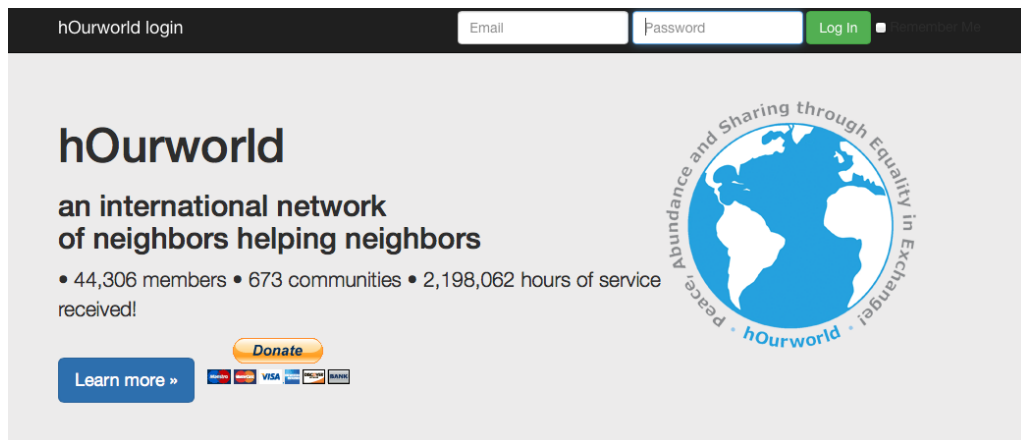 hOurworld login
Email
Password
Log In
Remember Me
hOurworld
an international network
of neighbors helping neighbors
• 44,306 members • 673 communities • 2,198,062 hours of service
received!
Peace, Abundance and Sharing through Equality in Exchange!
• hOurworld •
Donate
Learn more »
Maestro
VISA
DISCOVER
BANK